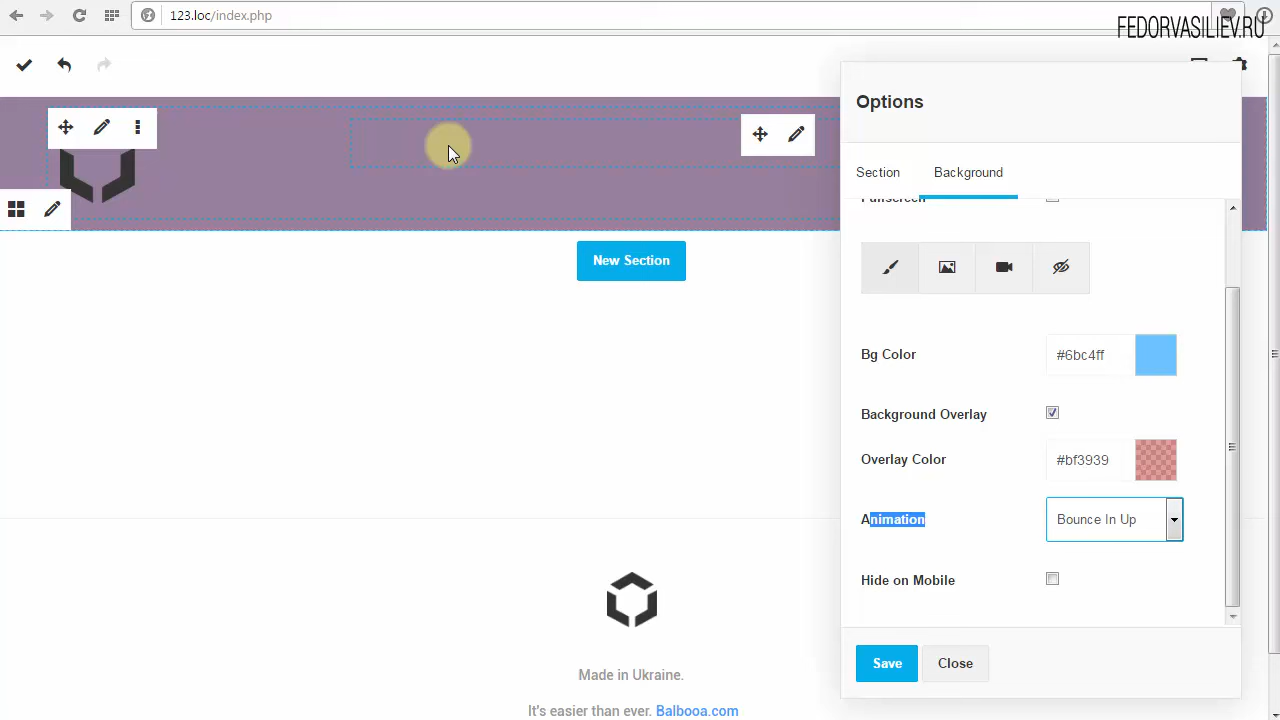 123.loc/index.php
FEDORVASILIEV.RU
Options
Section
Background
New Section
Bg Color
#6bc4ff
Background Overlay
Overlay Color
#bf3939
Animation
Bounce In Up
Hide on Mobile
Save
Close
Made in Ukraine.
It's easier than ever. Balbooa.com